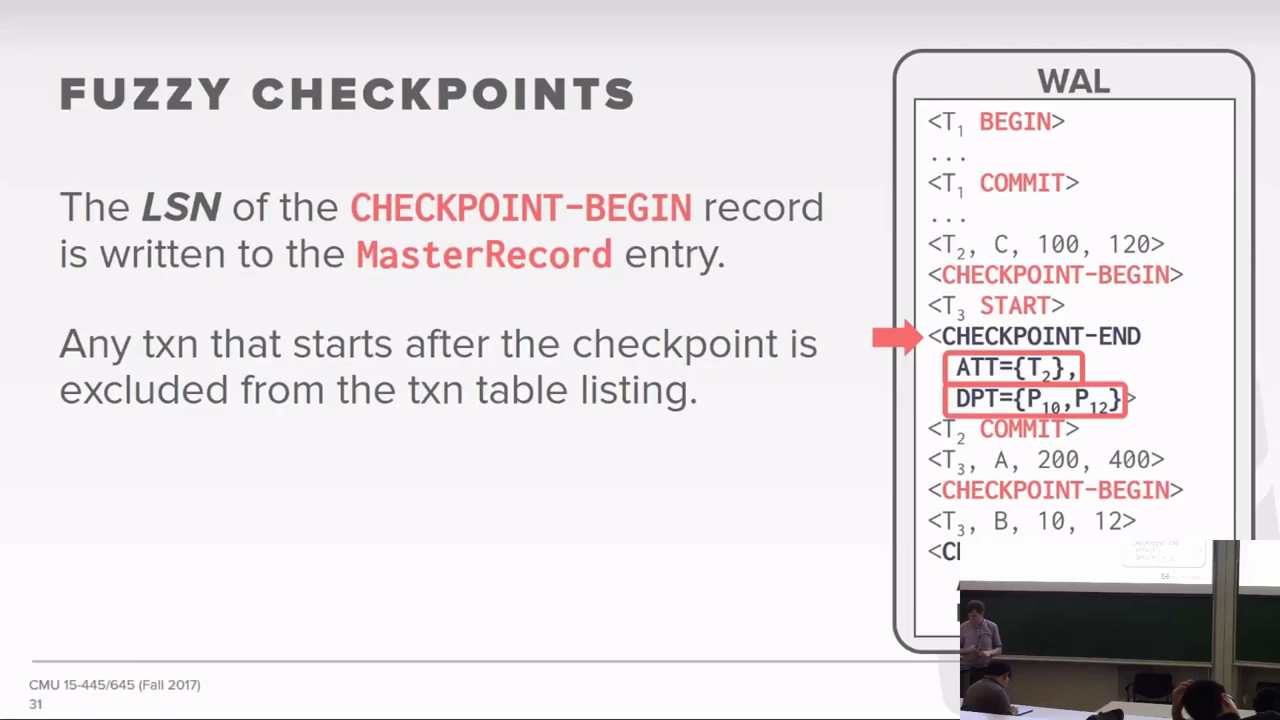 FUZZY CHECKPOINTS
The LSN of the CHECKPOINT-BEGIN record
is written to the MasterRecord entry.
Any txn that starts after the checkpoint is
excluded from the txn table listing.
WAL
<T1 BEGIN>
...
<T1 COMMIT>
...
<T2, C, 100, 120>
<CHECKPOINT-BEGIN>
<T3 START>
<CHECKPOINT-END
ATT={T2},
DPT={P10,P12}>
<T2 COMMIT>
<T3, A, 200, 400>
<CHECKPOINT-BEGIN>
<T3, B, 10, 12>
CMU 15-445/645 (Fall 2017)
31